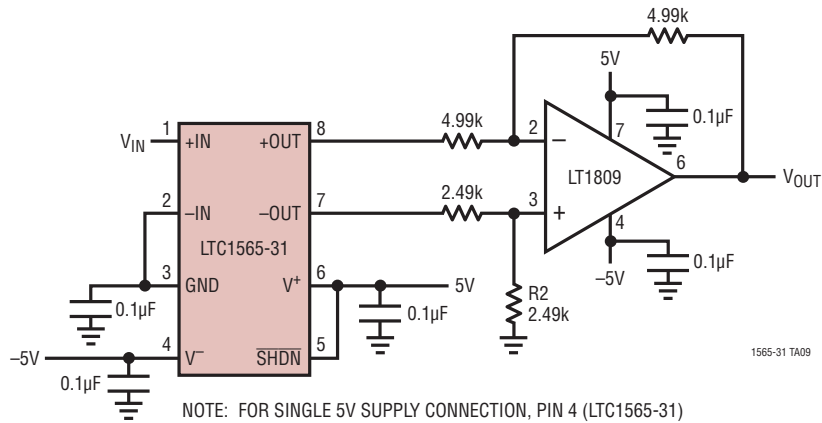 4.99k
5V
0.1µF
7
1
8
4.99k
2
6
VIN
+IN
+OUT
–
LT1809
VOUT
2
7
2.49k
3
–IN
–OUT
+
4
LTC1565-31
0.1µF
3
6
–5V
GND
V+
5V
R2
2.49k
0.1µF
0.1µF
4
5
–5V
V–
SHDN
1565-31 TA09
0.1µF
NOTE: FOR SINGLE 5V SUPPLY CONNECTION, PIN 4 (LTC1565-31)